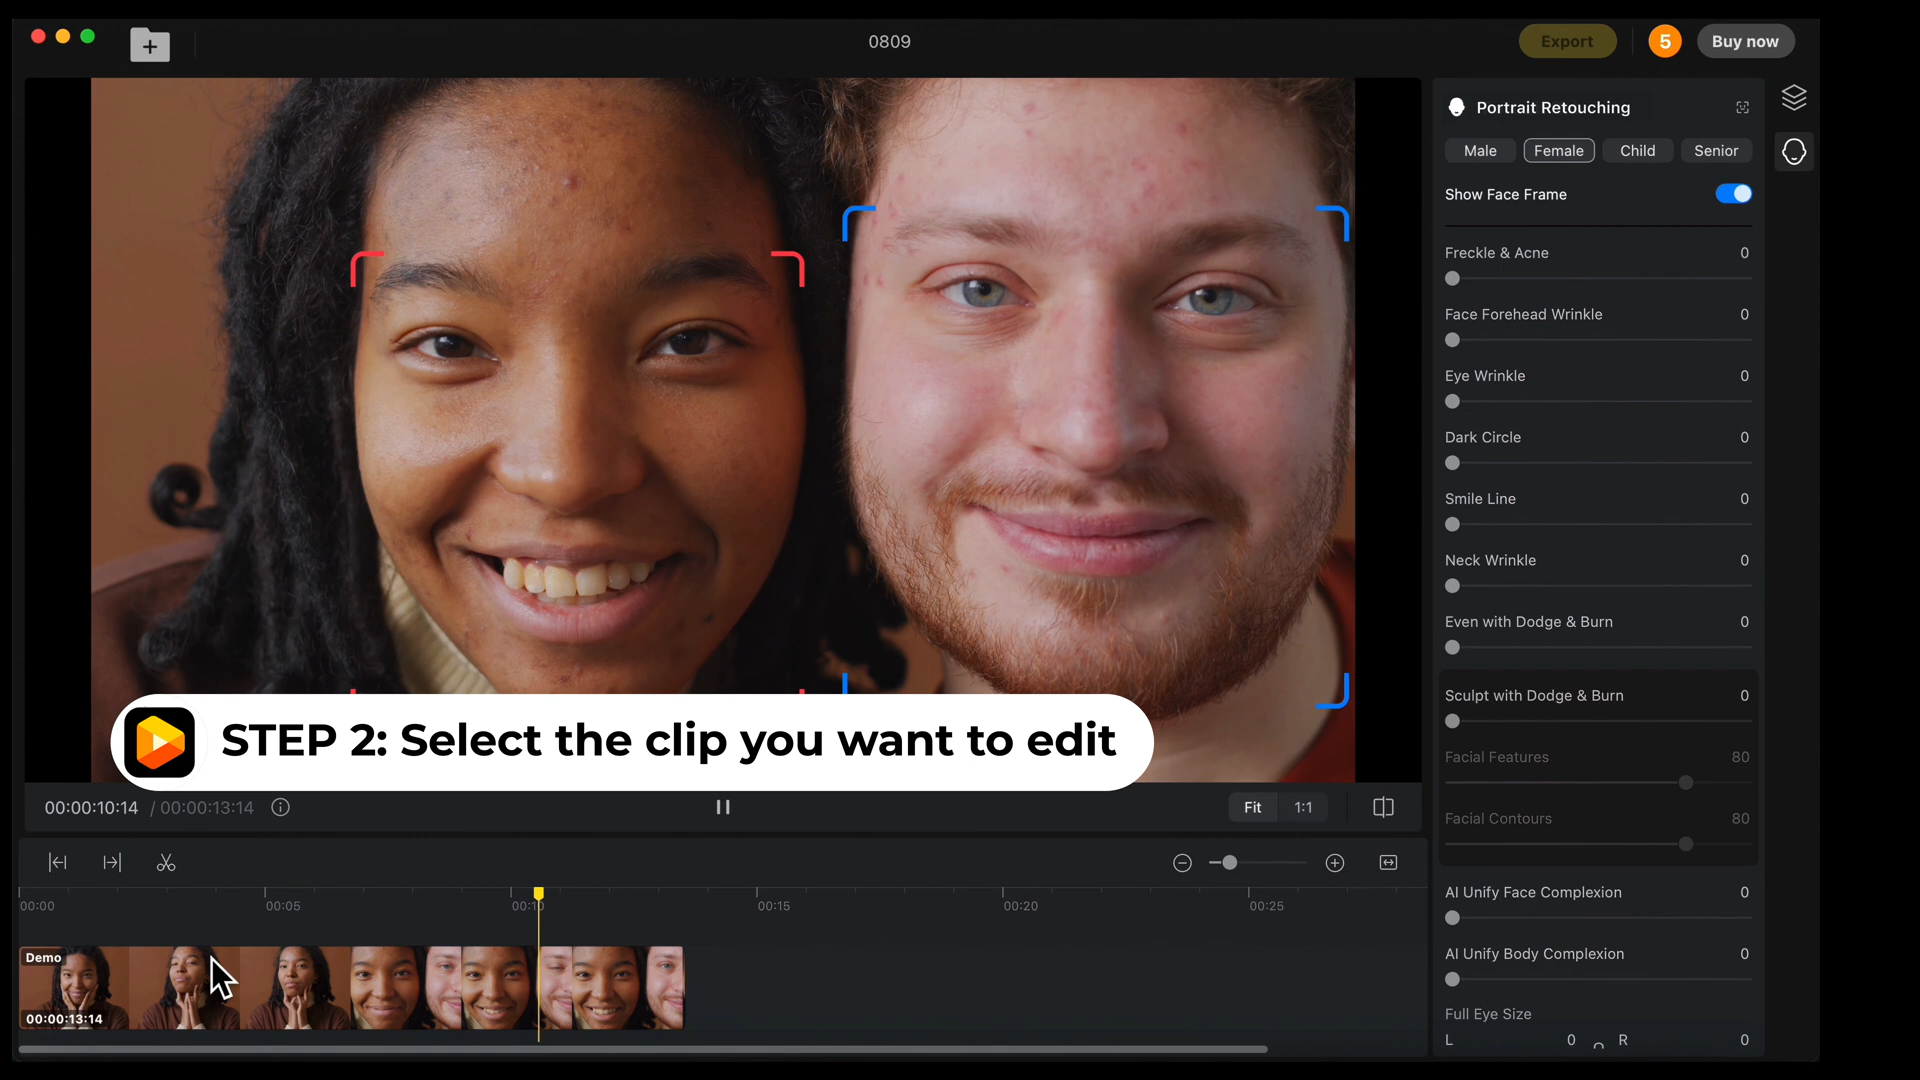 0809
Export
5
Buy now
Portrait Retouching
Male
Female
Child
Senior
Show Face Frame
Freckle & Acne 0
Face Forehead Wrinkle 0
Eye Wrinkle 0
Dark Circle 0
Smile Line 0
Neck Wrinkle 0
Even with Dodge & Burn 0
Sculpt with Dodge & Burn 0
Facial Features 80
Facial Contours 80
AI Unify Face Complexion 0
AI Unify Body Complexion 0
Full Eye Size
L 0 R 0
STEP 2: Select the clip you want to edit
00:00:10:14 / 00:00:13:14
Fit
1:1
00:00 00:05 00:10 00:15 00:20 00:25
Demo
00:00:13:14